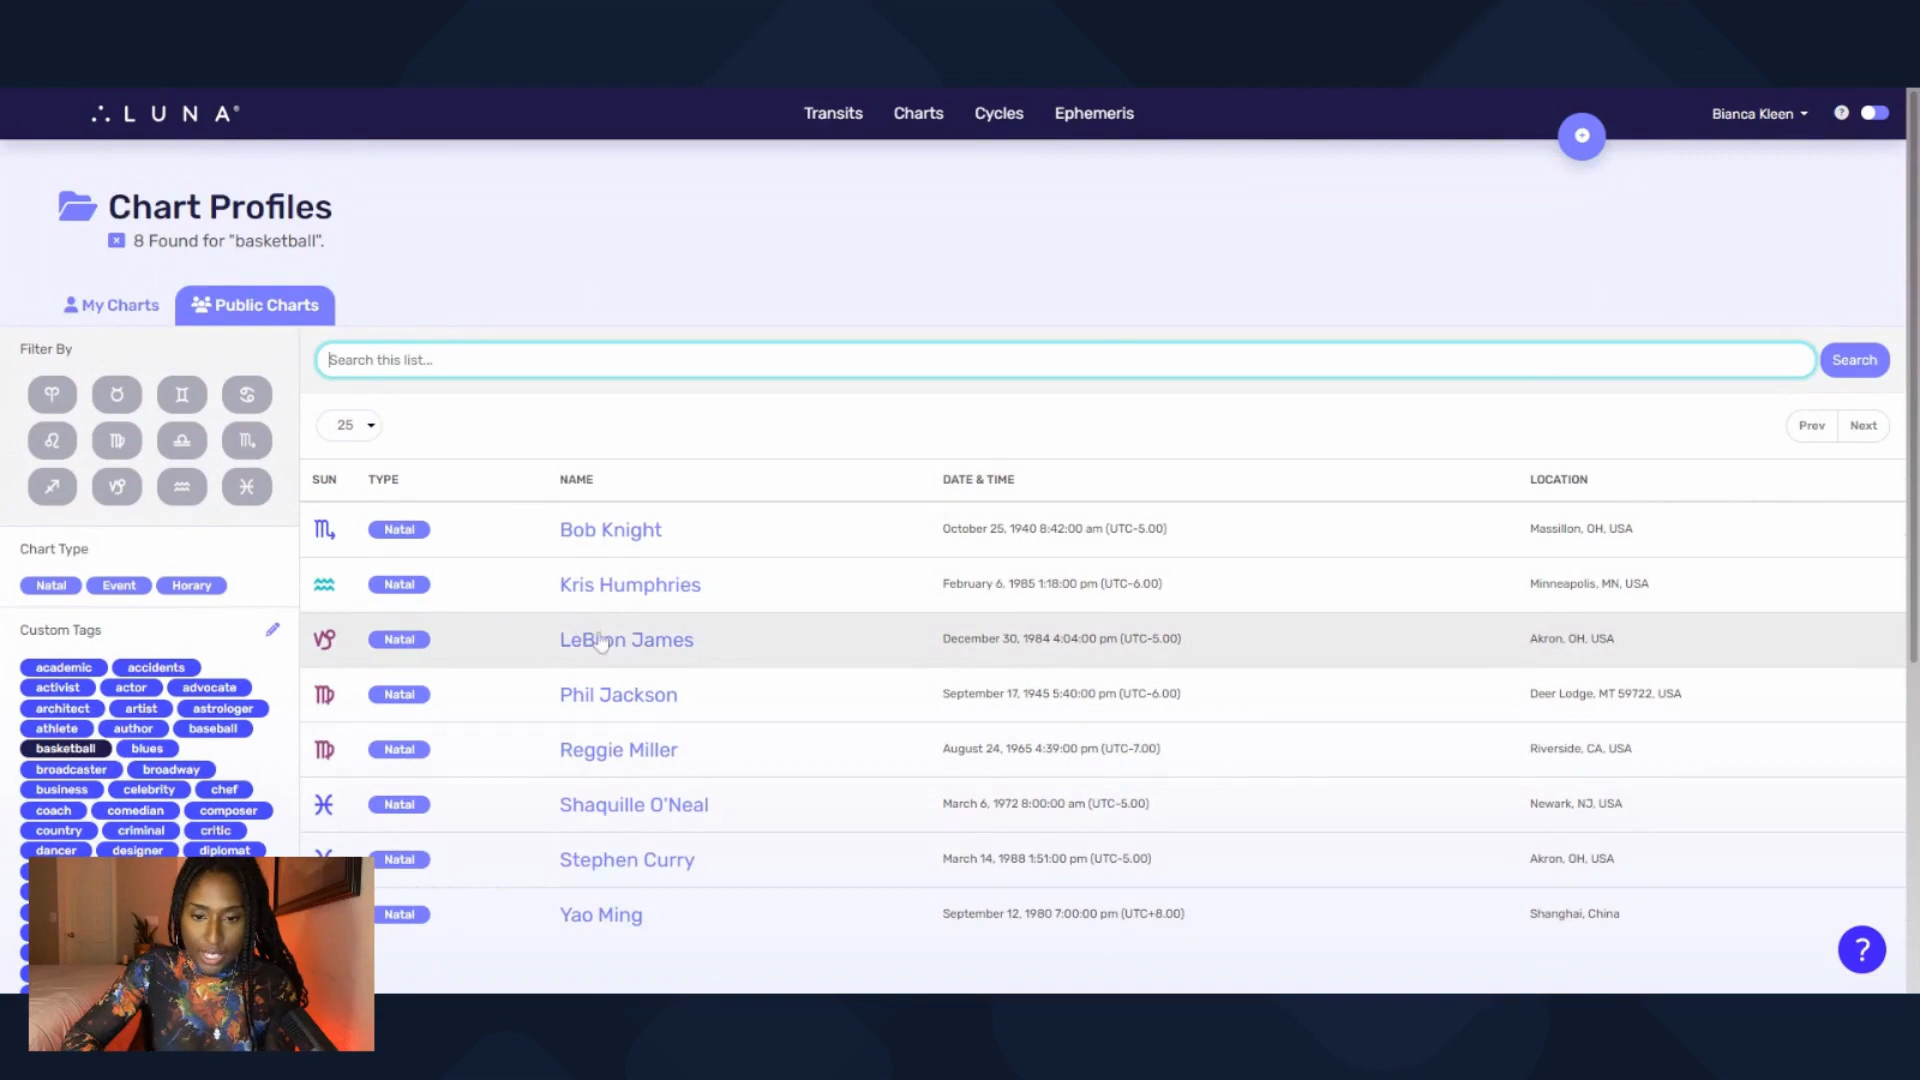 LUNA®
Transits Charts Cycles Ephemeris
Bianca Kleen
?
Chart Profiles
8 Found for "basketball".
My Charts Public Charts
Filter By
Search this list...
Search
25
Prev Next
SUN TYPE NAME DATE & TIME LOCATION
Natal Bob Knight October 25, 1940 8:42:00 am (UTC-5.00) Massillon, OH, USA
Natal Kris Humphries February 6, 1985 1:18:00 pm (UTC-6.00) Minneapolis, MN, USA
Natal LeBron James December 30, 1984 4:04:00 pm (UTC-5.00) Akron, OH, USA
Natal Phil Jackson September 17, 1945 5:40:00 pm (UTC-6.00) Deer Lodge, MT 59722, USA
Natal Reggie Miller August 24, 1965 4:39:00 pm (UTC-7.00) Riverside, CA, USA
Natal Shaquille O'Neal March 6, 1972 8:00:00 am (UTC-5.00) Newark, NJ, USA
Natal Stephen Curry March 14, 1988 1:51:00 pm (UTC-5.00) Akron, OH, USA
Natal Yao Ming September 12, 1980 7:00:00 pm (UTC+8.00) Shanghai, China
Chart Type
Natal Event Horary
Custom Tags
academic accidents
activist actor advocate
architect artist astrologer
athlete author baseball
basketball blues
broadcaster broadway
business celebrity chef
coach comedian composer
country criminal critic
dancer designer diplomat
?